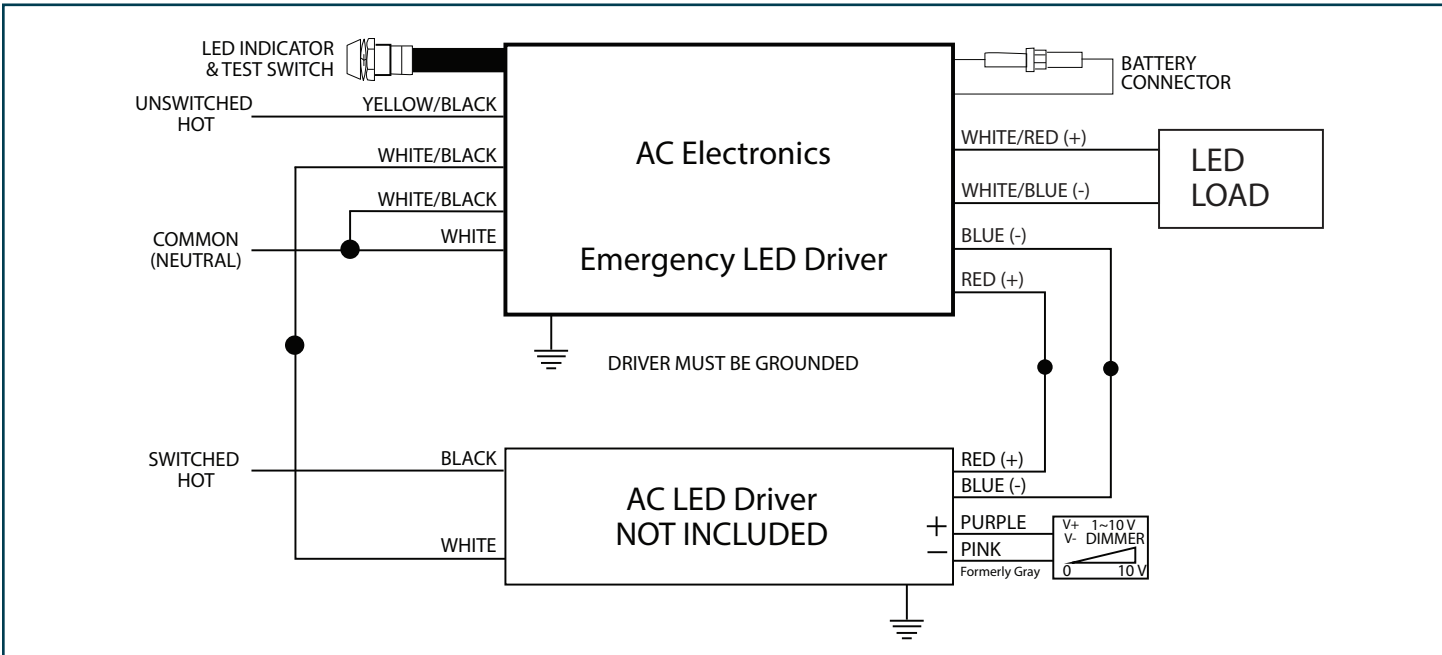 LED INDICATOR
& TEST SWITCH
UNSWITCHED
HOT
YELLOW/BLACK
WHITE/BLACK
WHITE/BLACK
COMMON
(NEUTRAL)
WHITE
AC Electronics
Emergency LED Driver
BATTERY
CONNECTOR
WHITE/RED (+)
WHITE/BLUE (-)
LED
LOAD
BLUE (-)
RED (+)
DRIVER MUST BE GROUNDED
SWITCHED
HOT
BLACK
WHITE
AC LED Driver
NOT INCLUDED
RED (+)
BLUE (-)
+ PURPLE
− PINK
Formerly Gray
V+ 1~10 V
V- DIMMER
0 10 V